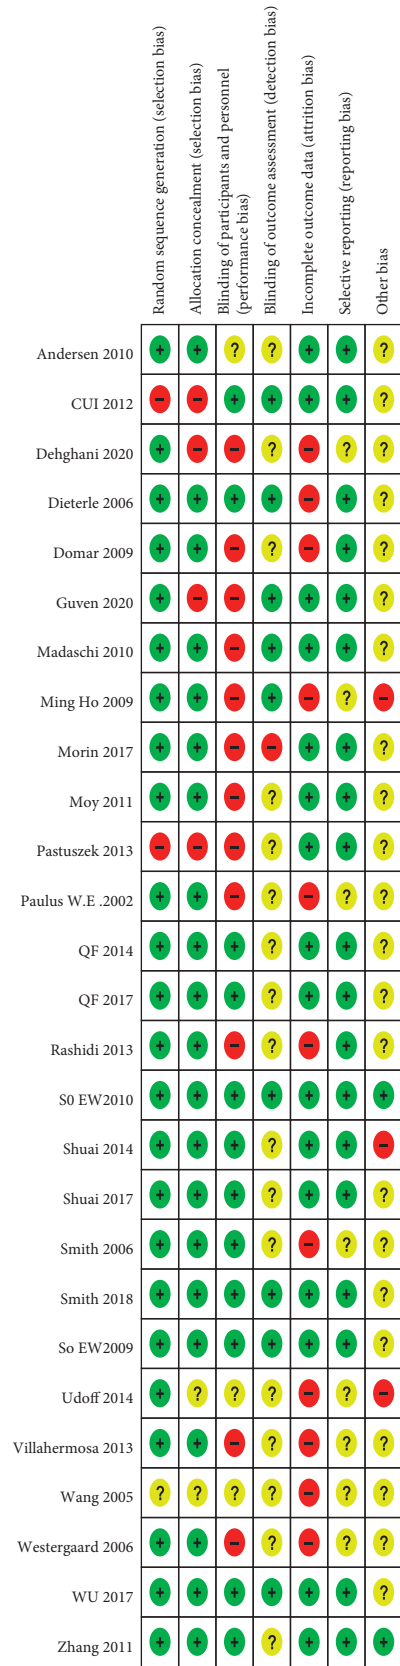 Random sequence generation (selection bias)
Allocation concealment (selection bias)
Blinding of participants and personnel
(performance bias)
Blinding of outcome assessment (detection bias)
Incomplete outcome data (attrition bias)
Selective reporting (reporting bias)
Other bias
Andersen 2010 + + ? ? + + ?
CUI 2012 – – + + + + ?
Dehghani 2020 + – – ? – ? ?
Dieterle 2006 + + + + – + ?
Domar 2009 + + – ? – + ?
Guven 2020 + – – + + + ?
Madaschi 2010 + + – + + + ?
Ming Ho 2009 + + – + – ? –
Morin 2017 + + – – + + ?
Moy 2011 + + – ? + + ?
Pastuszek 2013 – – – ? + + ?
Paulus W.E .2002 + + – ? – ? ?
QF 2014 + + + ? + + ?
QF 2017 + + + ? + + ?
Rashidi 2013 + + – ? – + ?
S0 EW2010 + + + + + + +
Shuai 2014 + + + ? + + –
Shuai 2017 + + + ? + + ?
Smith 2006 + + + ? – ? ?
Smith 2018 + + + + + + ?
So EW2009 + + + + + + ?
Udoff 2014 + ? ? ? – ? –
Villahermosa 2013 + + – ? – ? ?
Wang 2005 ? ? ? ? – ? ?
Westergaard 2006 + + – ? – ? ?
WU 2017 + + + + + + ?
Zhang 2011 + + + ? + + +